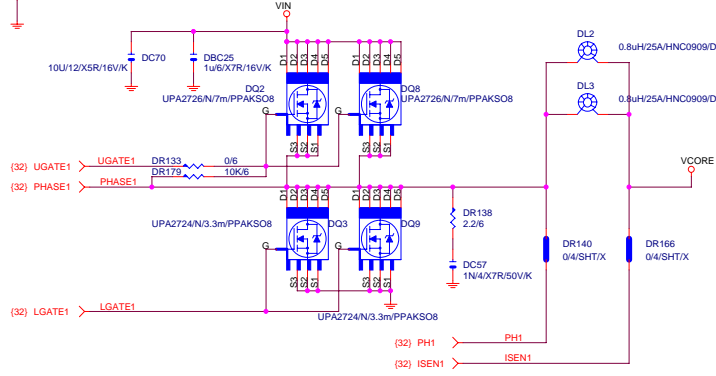 VIN
DL2
0.8uH/25A/HNC0909/D
DC70
10U/12/X5R/16V/K
DBC25
1u/6/X7R/16V/K
D1 D2 D3 D4 D5
D1 D2 D3 D4 D5
DQ2
UPA2726/N/7m/PPAKSO8
DQ8
UPA2726/N/7m/PPAKSO8
DL3
0.8uH/25A/HNC0909/D
G
G
S3 S2 S1
S3 S2 S1
{32} UGATE1
UGATE1
DR133
0/6
DR179
10K/6
{32} PHASE1
PHASE1
VCORE
D1 D2 D3 D4 D5
D1 D2 D3 D4 D5
UPA2724/N/3.3m/PPAKSO8
DQ3
DQ9
G
G
S3 S2 S1
S3 S2 S1
DR138
2.2/6
DC57
1N/4/X7R/50V/K
DR140
0/4/SHT/X
DR166
0/4/SHT/X
{32} LGATE1
LGATE1
UPA2724/N/3.3m/PPAKSO8
{32} PH1
PH1
{32} ISEN1
ISEN1